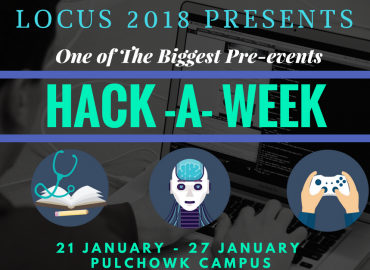 LOCUS 2018 PRESENTS
One of The Biggest Pre-events
HACK -A- WEEK
21 JANUARY - 27 JANUARY
PULCHOWK CAMPUS